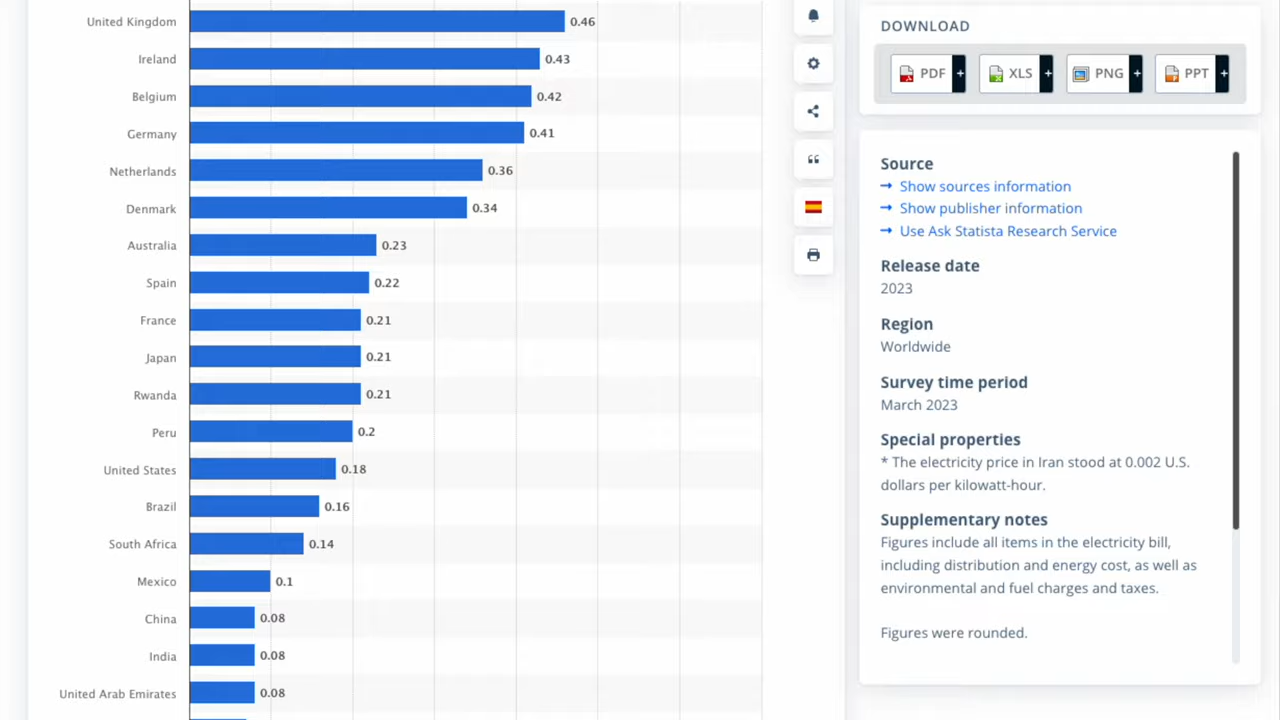 United Kingdom 0.46
Ireland 0.43
Belgium 0.42
Germany 0.41
Netherlands 0.36
Denmark 0.34
Australia 0.23
Spain 0.22
France 0.21
Japan 0.21
Rwanda 0.21
Peru 0.2
United States 0.18
Brazil 0.16
South Africa 0.14
Mexico 0.1
China 0.08
India 0.08
United Arab Emirates 0.08
DOWNLOAD
PDF + XLS + PNG + PPT +
Source
→ Show sources information
→ Show publisher information
→ Use Ask Statista Research Service
Release date
2023
Region
Worldwide
Survey time period
March 2023
Special properties
* The electricity price in Iran stood at 0.002 U.S.
dollars per kilowatt-hour.
Supplementary notes
Figures include all items in the electricity bill,
including distribution and energy cost, as well as
environmental and fuel charges and taxes.
Figures were rounded.